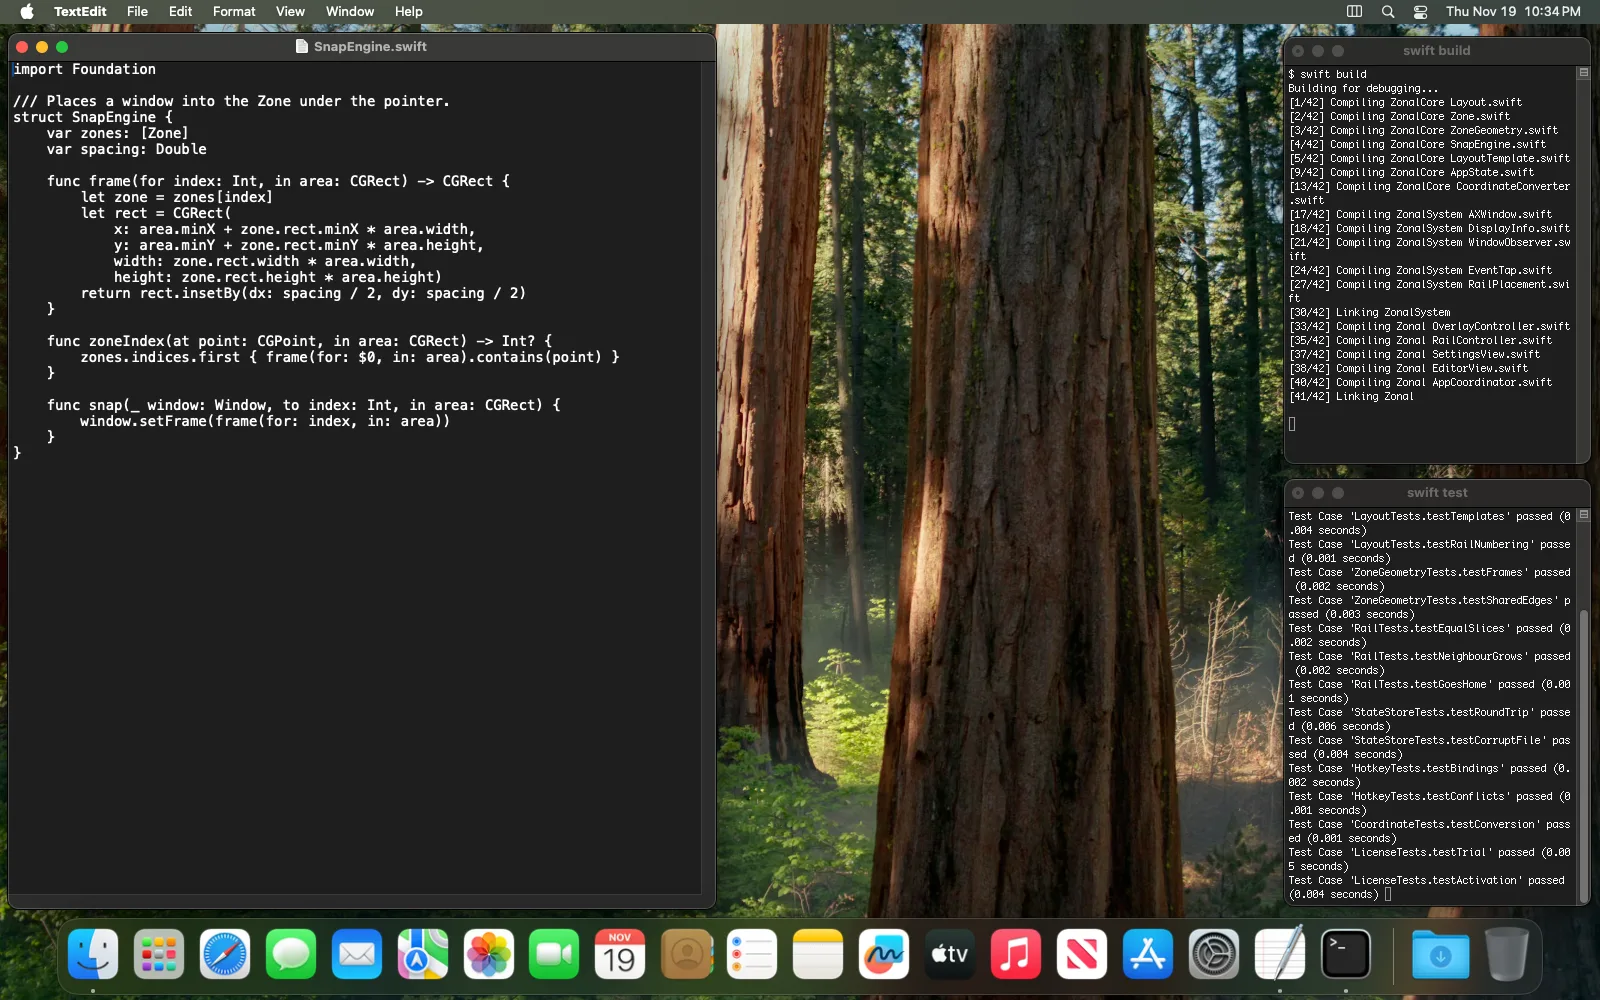 TextEdit File Edit Format View Window Help
Thu Nov 19 10:34 PM
SnapEngine.swift
import Foundation
/// Places a window into the Zone under the pointer.
struct SnapEngine {
    var zones: [Zone]
    var spacing: Double
    func frame(for index: Int, in area: CGRect) -> CGRect {
        let zone = zones[index]
        let rect = CGRect(
            x: area.minX + zone.rect.minX * area.width,
            y: area.minY + zone.rect.minY * area.height,
            width: zone.rect.width * area.width,
            height: zone.rect.height * area.height)
        return rect.insetBy(dx: spacing / 2, dy: spacing / 2)
    }
    func zoneIndex(at point: CGPoint, in area: CGRect) -> Int? {
        zones.indices.first { frame(for: $0, in: area).contains(point) }
    }
    func snap(_ window: Window, to index: Int, in area: CGRect) {
        window.setFrame(frame(for: index, in: area))
    }
}
swift build
$ swift build
Building for debugging...
[1/42] Compiling ZonalCore Layout.swift
[2/42] Compiling ZonalCore Zone.swift
[3/42] Compiling ZonalCore ZoneGeometry.swift
[4/42] Compiling ZonalCore SnapEngine.swift
[5/42] Compiling ZonalCore LayoutTemplate.swift
[9/42] Compiling ZonalCore AppState.swift
[13/42] Compiling ZonalCore CoordinateConverter
.swift
[17/42] Compiling ZonalSystem AXWindow.swift
[18/42] Compiling ZonalSystem DisplayInfo.swift
[21/42] Compiling ZonalSystem WindowObserver.sw
ift
[24/42] Compiling ZonalSystem EventTap.swift
[27/42] Compiling ZonalSystem RailPlacement.swi
ft
[30/42] Linking ZonalSystem
[33/42] Compiling Zonal OverlayController.swift
[35/42] Compiling Zonal RailController.swift
[37/42] Compiling Zonal SettingsView.swift
[38/42] Compiling Zonal EditorView.swift
[40/42] Compiling Zonal AppCoordinator.swift
[41/42] Linking Zonal
swift test
Test Case 'LayoutTests.testTemplates' passed (0
.004 seconds)
Test Case 'LayoutTests.testRailNumbering' passe
d (0.001 seconds)
Test Case 'ZoneGeometryTests.testFrames' passed
 (0.002 seconds)
Test Case 'ZoneGeometryTests.testSharedEdges' p
assed (0.003 seconds)
Test Case 'RailTests.testEqualSlices' passed (0
.002 seconds)
Test Case 'RailTests.testNeighbourGrows' passed
 (0.002 seconds)
Test Case 'RailTests.testGoesHome' passed (0.00
1 seconds)
Test Case 'StateStoreTests.testRoundTrip' passe
d (0.006 seconds)
Test Case 'StateStoreTests.testCorruptFile' pas
sed (0.004 seconds)
Test Case 'HotkeyTests.testBindings' passed (0.
002 seconds)
Test Case 'HotkeyTests.testConflicts' passed (0
.001 seconds)
Test Case 'CoordinateTests.testConversion' pass
ed (0.001 seconds)
Test Case 'LicenseTests.testTrial' passed (0.00
5 seconds)
Test Case 'LicenseTests.testActivation' passed
(0.004 seconds)
NOV
19
tv
>_